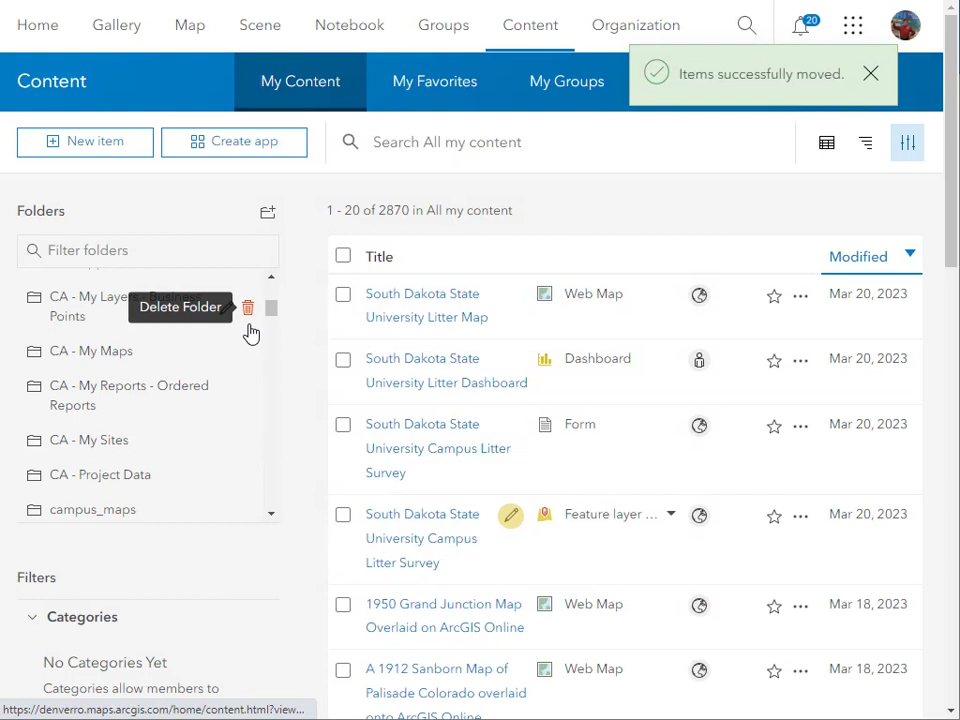 Home Gallery Map Scene Notebook Groups Content Organization 20
Content My Content My Favorites My Groups
Items successfully moved.
New item Create app Search All my content
Folders
Filter folders
CA - My Layers - Business
Points
Delete Folder
CA - My Maps
CA - My Reports - Ordered
Reports
CA - My Sites
CA - Project Data
campus_maps
Filters
Categories
No Categories Yet
Categories allow members to
https://denverro.maps.arcgis.com/home/content.html?view...
1 - 20 of 2870 in All my content
Title Modified
South Dakota State Web Map Mar 20, 2023
University Litter Map
South Dakota State Dashboard Mar 20, 2023
University Litter Dashboard
South Dakota State Form Mar 20, 2023
University Campus Litter
Survey
South Dakota State Feature layer ... Mar 20, 2023
University Campus
Litter Survey
1950 Grand Junction Map Web Map Mar 18, 2023
Overlaid on ArcGIS Online
A 1912 Sanborn Map of Web Map Mar 18, 2023
Palisade Colorado overlaid
onto ArcGIS Online